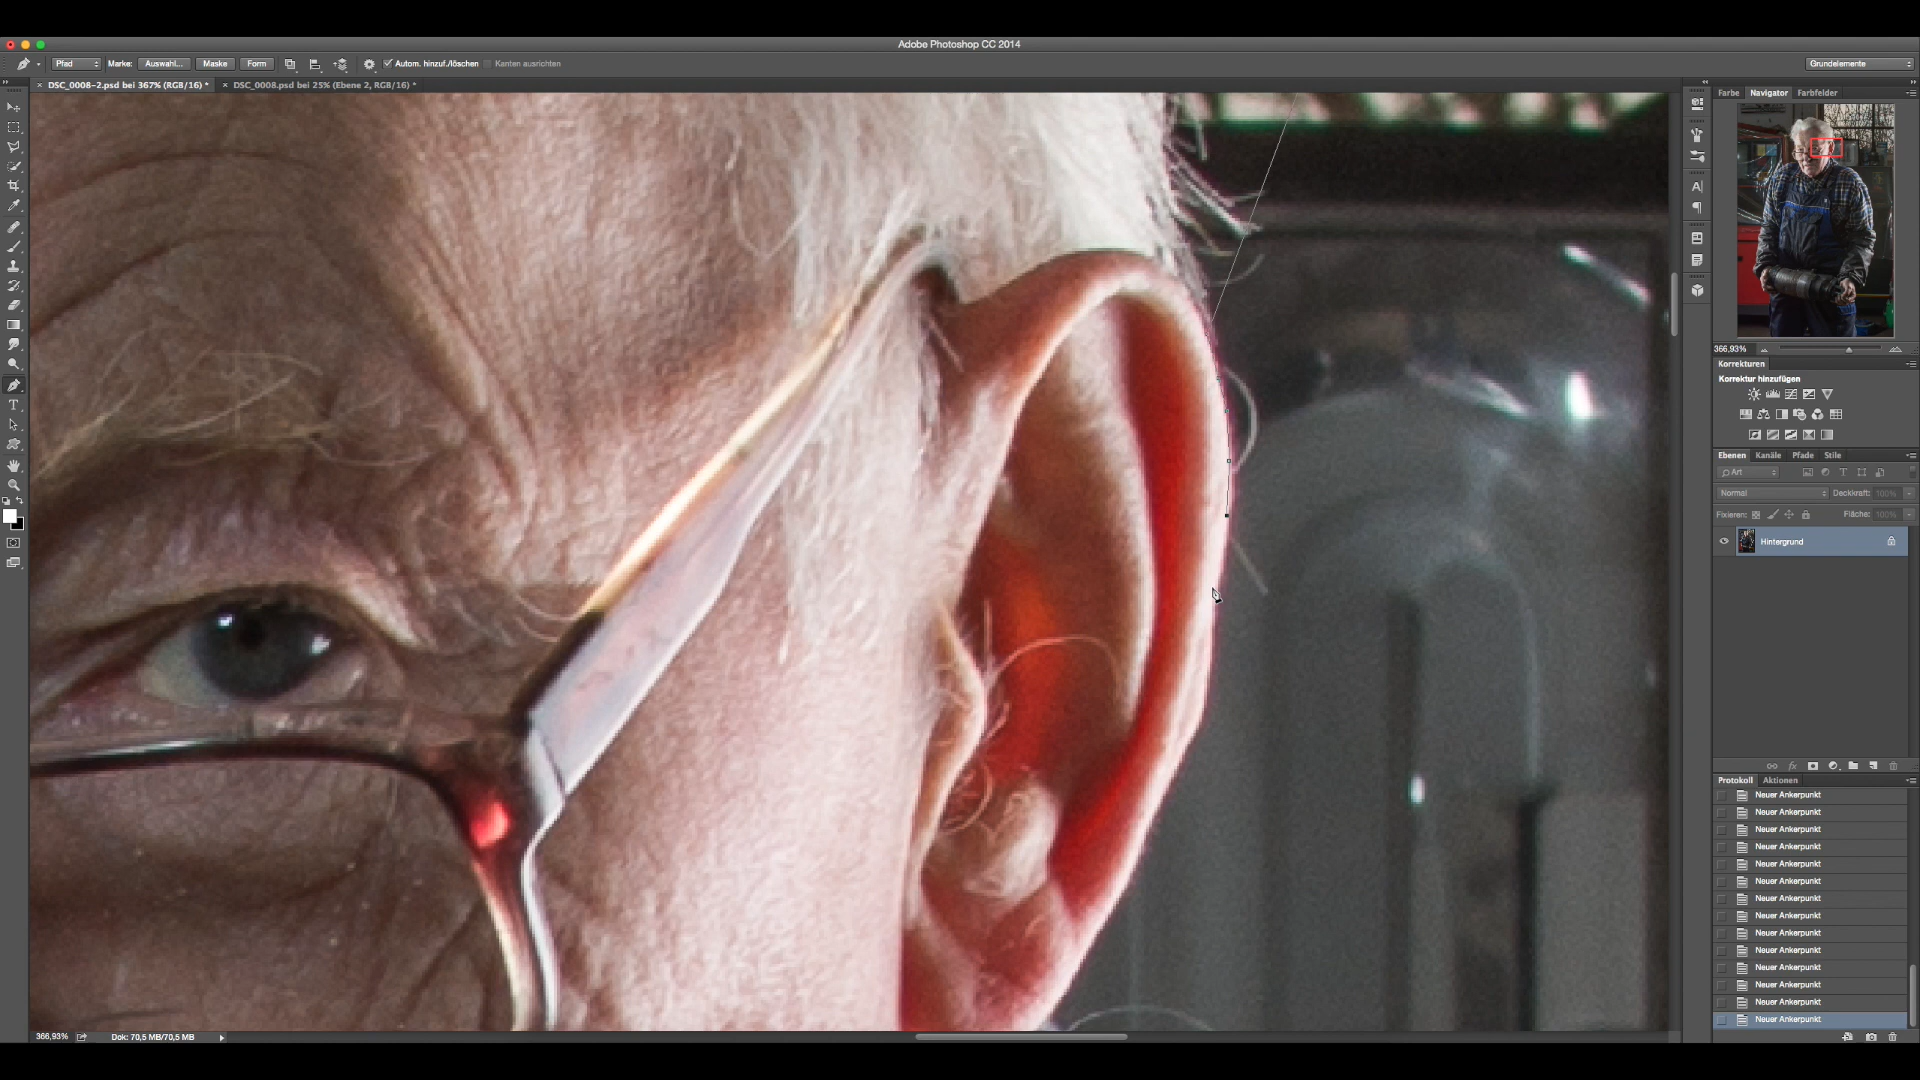 Adobe Photoshop CC 2014
Pfad Marke: Auswahl... Maske Form Autom. hinzuf./löschen Kanten ausrichten Grundelemente
× DSC_0008-2.psd bei 367% (RGB/16) * × DSC_0008.psd bei 25% (Ebene 2, RGB/16) *
Farbe Navigator Farbfelder
366,93%
Korrekturen
Korrektur hinzufügen
Ebenen Kanäle Pfade Stile
Art
Normal Deckkraft: 100%
Fixieren: Fläche: 100%
Hintergrund
fx
Protokoll Aktionen
Neuer Ankerpunkt
Neuer Ankerpunkt
Neuer Ankerpunkt
Neuer Ankerpunkt
Neuer Ankerpunkt
Neuer Ankerpunkt
Neuer Ankerpunkt
Neuer Ankerpunkt
Neuer Ankerpunkt
Neuer Ankerpunkt
Neuer Ankerpunkt
Neuer Ankerpunkt
Neuer Ankerpunkt
Neuer Ankerpunkt
366,93% Dok: 70,5 MB/70,5 MB